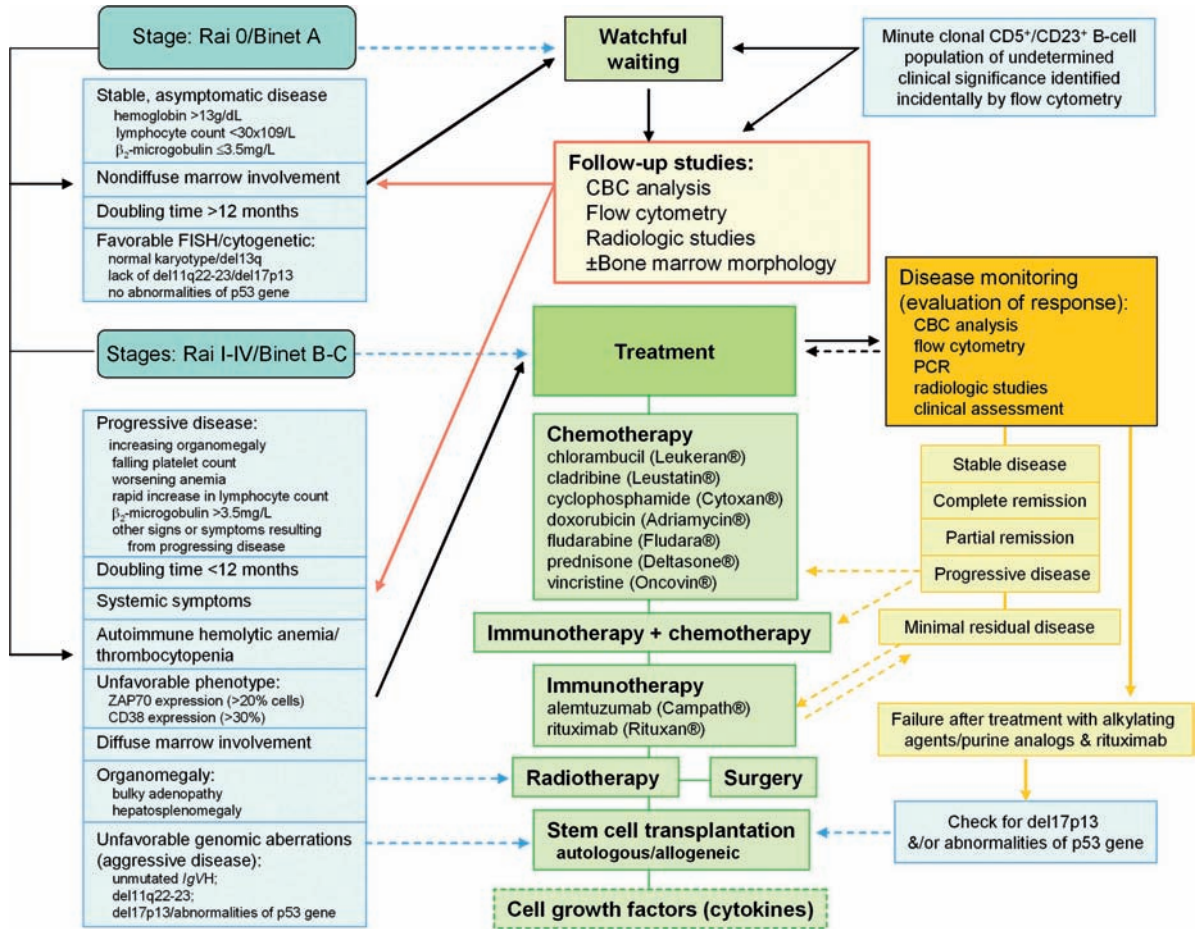 Stage: Rai 0/Binet A
Stable, asymptomatic disease
hemoglobin >13g/dL
lymphocyte count <30x109/L
β₂-microgobulin ≤3.5mg/L
Nondiffuse marrow involvement
Doubling time >12 months
Favorable FISH/cytogenetic:
normal karyotype/del13q
lack of del11q22-23/del17p13
no abnormalities of p53 gene
Watchful
waiting
Minute clonal CD5⁺/CD23⁺ B-cell
population of undetermined
clinical significance identified
incidentally by flow cytometry
Follow-up studies:
CBC analysis
Flow cytometry
Radiologic studies
±Bone marrow morphology
Stages: Rai I-IV/Binet B-C
Progressive disease:
increasing organomegaly
falling platelet count
worsening anemia
rapid increase in lymphocyte count
β₂-microgobulin >3.5mg/L
other signs or symptoms resulting
from progressing disease
Doubling time <12 months
Systemic symptoms
Autoimmune hemolytic anemia/
thrombocytopenia
Unfavorable phenotype:
ZAP70 expression (>20% cells)
CD38 expression (>30%)
Diffuse marrow involvement
Organomegaly:
bulky adenopathy
hepatosplenomegaly
Unfavorable genomic aberrations
(aggressive disease):
unmutated IgVH;
del11q22-23;
del17p13/abnormalities of p53 gene
Treatment
Chemotherapy
chlorambucil (Leukeran®)
cladribine (Leustatin®)
cyclophosphamide (Cytoxan®)
doxorubicin (Adriamycin®)
fludarabine (Fludara®)
prednisone (Deltasone®)
vincristine (Oncovin®)
Immunotherapy + chemotherapy
Immunotherapy
alemtuzumab (Campath®)
rituximab (Rituxan®)
Radiotherapy
Surgery
Stem cell transplantation
autologous/allogeneic
Cell growth factors (cytokines)
Disease monitoring
(evaluation of response):
CBC analysis
flow cytometry
PCR
radiologic studies
clinical assessment
Stable disease
Complete remission
Partial remission
Progressive disease
Minimal residual disease
Failure after treatment with alkylating
agents/purine analogs & rituximab
Check for del17p13
&/or abnormalities of p53 gene